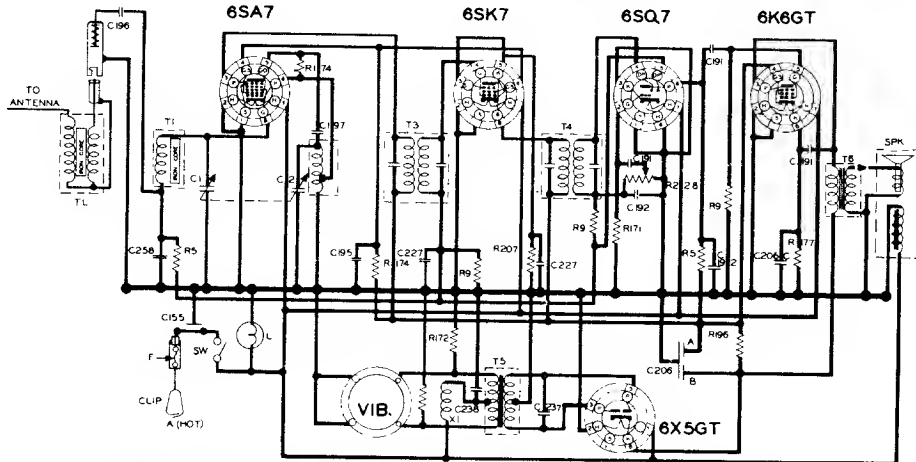 6SA7
6SK7
6SQ7
6K6GT
C196
TO
ANTENNA
TL
IRON CORE
T1
IRON CORE
C1
C258
R5
R174
C197
T3
C195
R174
C227
R9
T4
R207
C227
C191
R228
C192
R9
R171
C191
R5
R9
C191
C206
R177
T6
SPK
C155
SW
F
CLIP
A (HOT)
L
VIB.
R172
T5
C238
C237
X
6X5GT
R196
C206
A
B